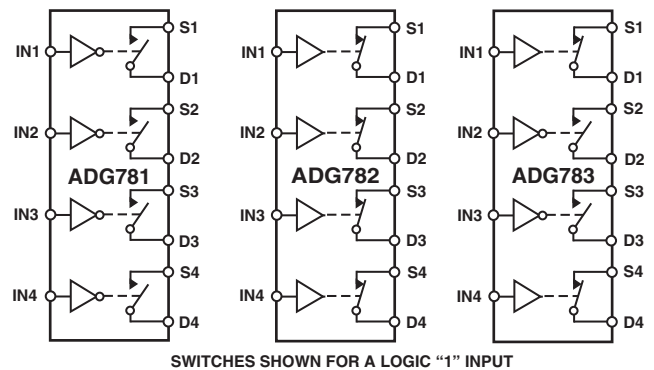 S1
IN1
D1
S2
IN2
D2
ADG781
S3
IN3
D3
S4
IN4
D4
S1
IN1
D1
S2
IN2
D2
ADG782
S3
IN3
D3
S4
IN4
D4
S1
IN1
D1
S2
IN2
D2
ADG783
S3
IN3
D3
S4
IN4
D4
SWITCHES SHOWN FOR A LOGIC “1” INPUT